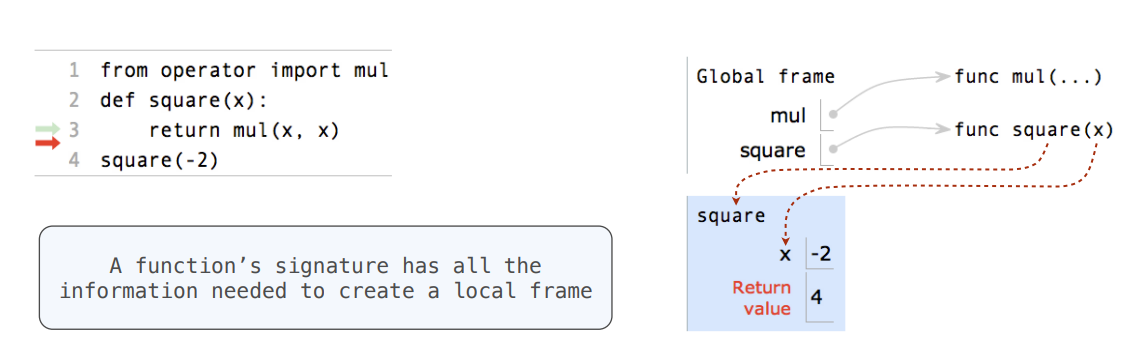 1 from operator import mul
2 def square(x):
3     return mul(x, x)
4 square(-2)
A function’s signature has all the
information needed to create a local frame
Global frame
mul
square
func mul(...)
func square(x)
square
x -2
Return
value 4